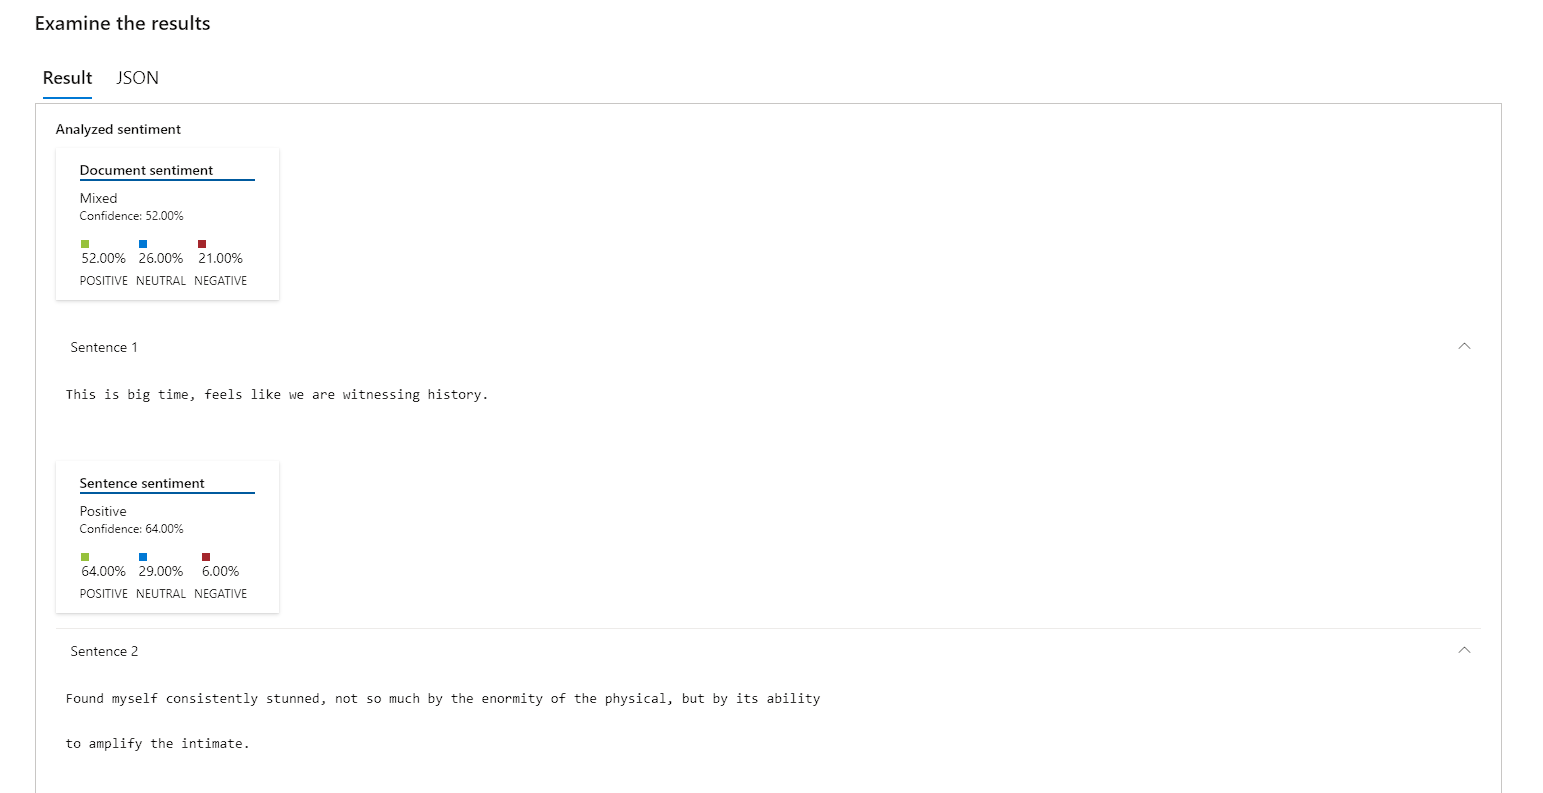 Examine the results
Result JSON
Analyzed sentiment
Document sentiment
Mixed
Confidence: 52.00%
52.00% 26.00% 21.00%
POSITIVE NEUTRAL NEGATIVE
Sentence 1
This is big time, feels like we are witnessing history.
Sentence sentiment
Positive
Confidence: 64.00%
64.00% 29.00% 6.00%
POSITIVE NEUTRAL NEGATIVE
Sentence 2
Found myself consistently stunned, not so much by the enormity of the physical, but by its ability
to amplify the intimate.